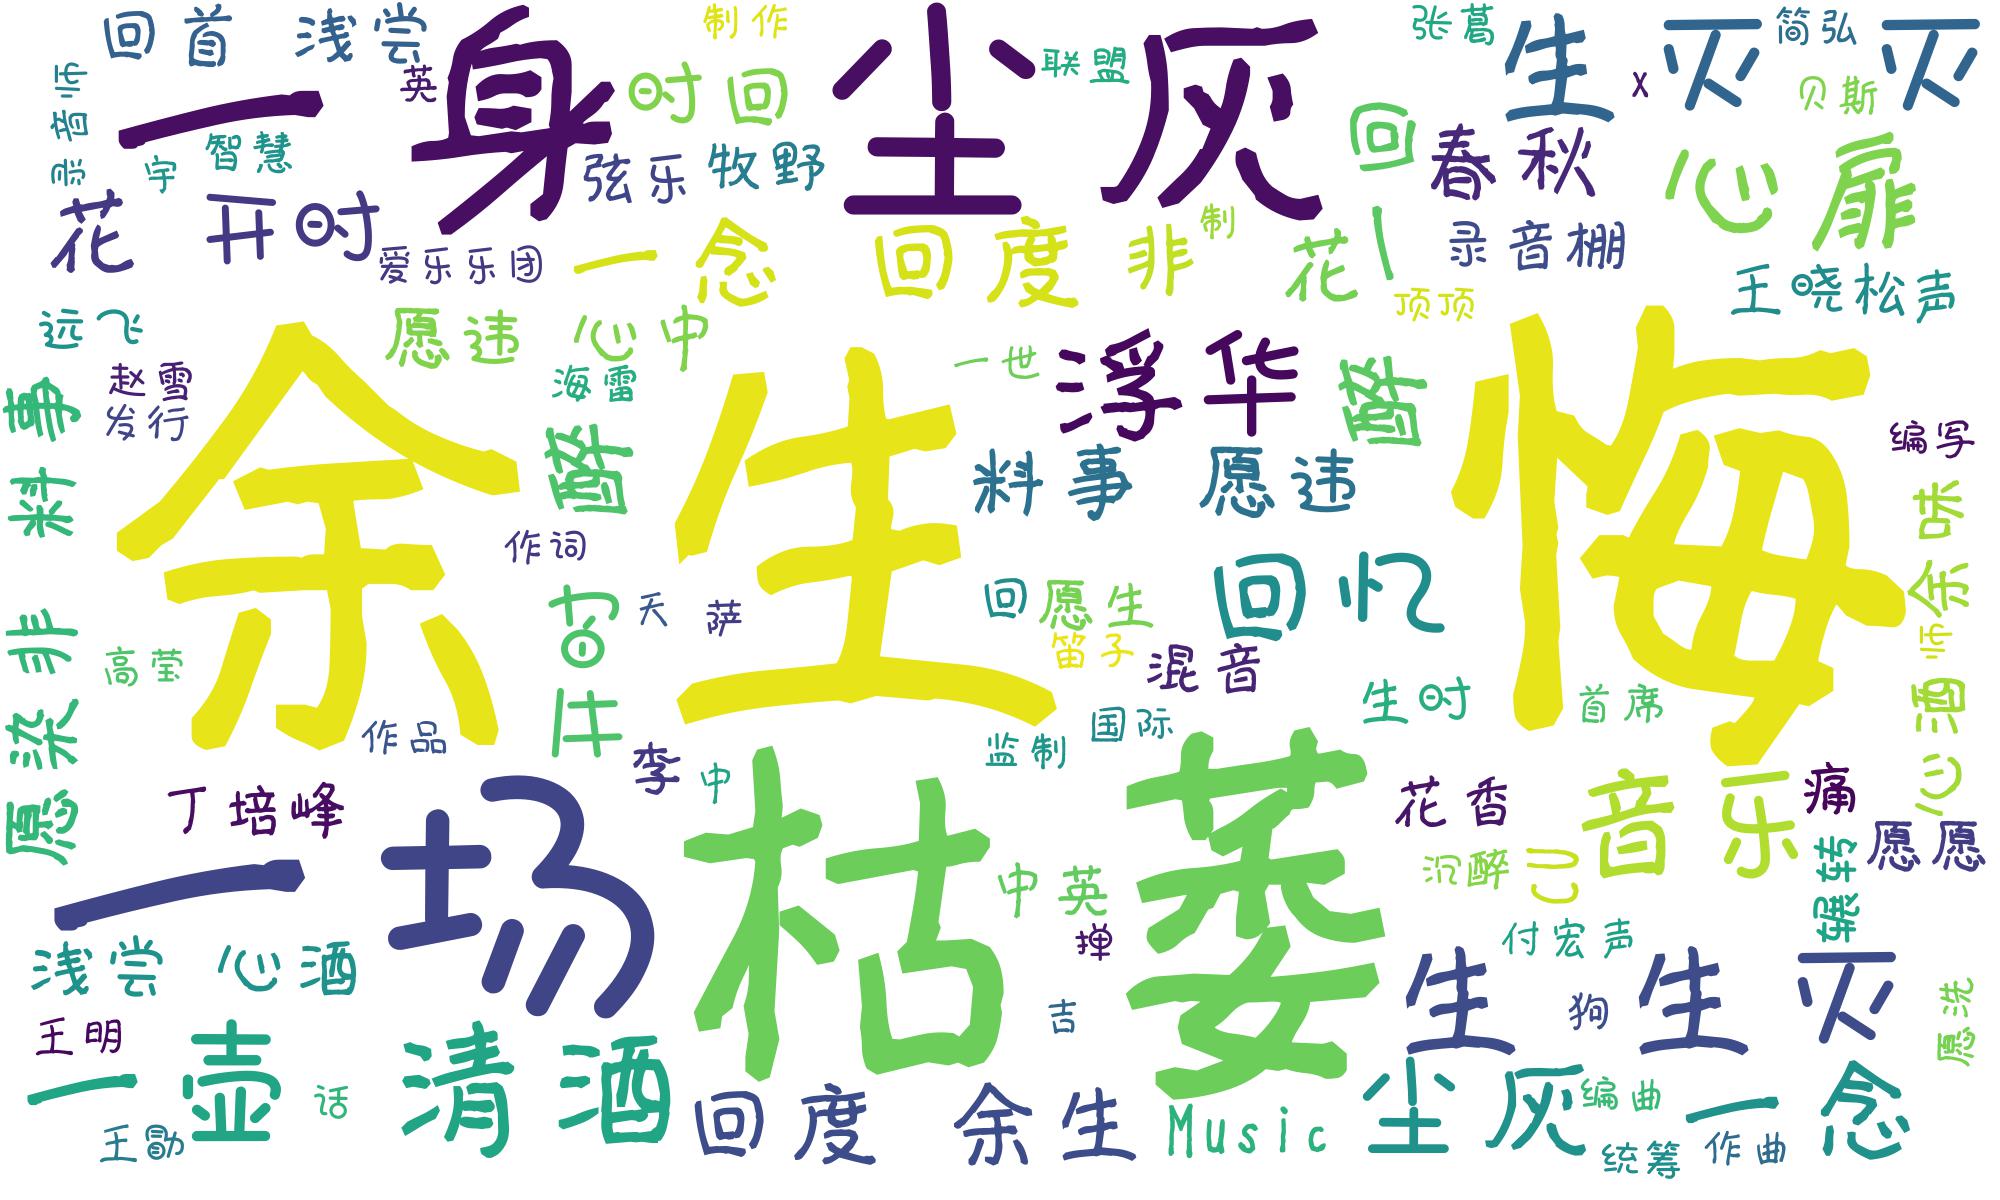 回首 浅尝
一身 尘灰
制作
联盟
张葛
生
x
灭
简弘
灭
贝斯
录音师
英
时回
智慧
宇
弦乐
牧野
回
春秋
心扉
花 开时
爱乐乐团
一念
回度
非
制
花
一
录音棚
顶顶
王晓松声
远飞
愿违
心中
海雷
一世
浮华
醉
料事
赵雪
发行
余生
悔
醉
料事
愿违
编写
味
作词
的
天
萨
回
愿生
回忆
笛子
混音
余
师
非
高莹
作品
开
李
中
监制
国际
生时
首席
酒
心
愿染
丁培峰
一场
枯萎
花香
音乐
痛
愿愿
中英
沉醉
CU
辗转
掸
付宏声
浅尝
心酒
吉
生
狗
生灭
愿洗
王明
一壶
话
清酒
回度
余生
Music
尘灰
编曲
一念
王勖
统筹
作曲